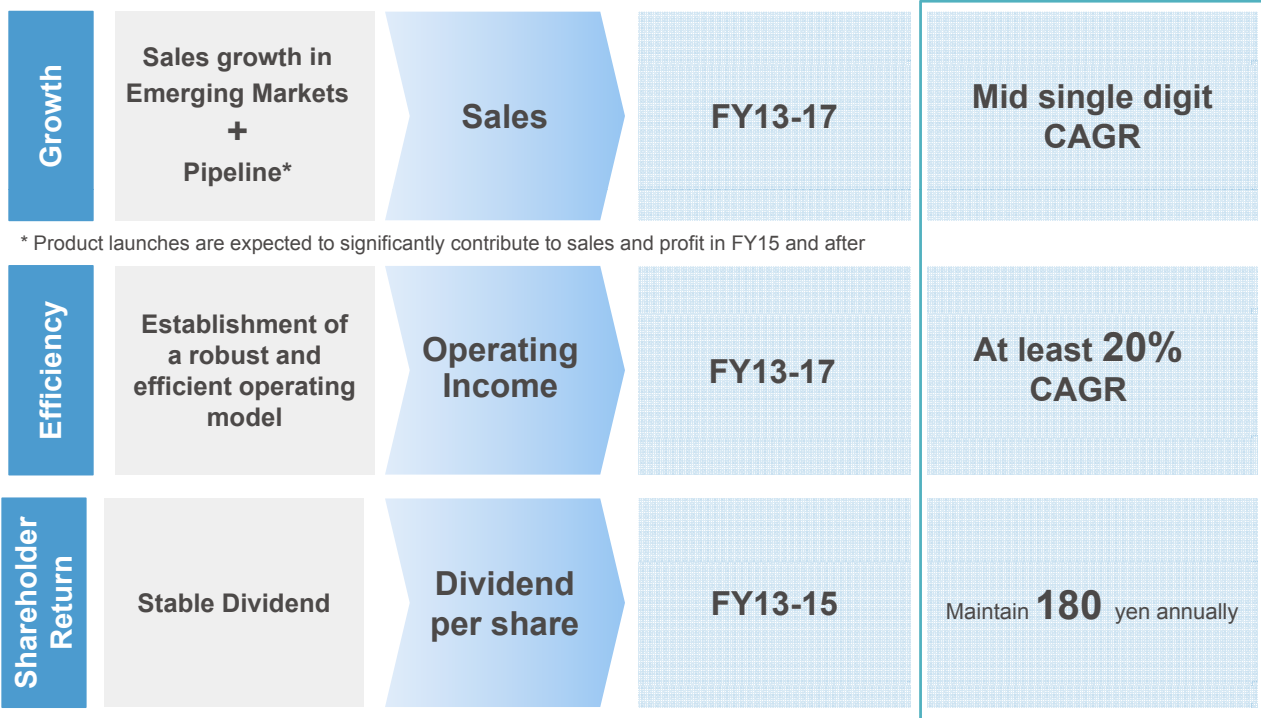 Growth
Sales growth in
Emerging Markets
+
Pipeline*
Sales
FY13-17
Mid single digit
CAGR
* Product launches are expected to significantly contribute to sales and profit in FY15 and after
Efficiency
Establishment of
a robust and
efficient operating
model
Operating
Income
FY13-17
At least 20%
CAGR
Shareholder
Return
Stable Dividend
Dividend
per share
FY13-15
Maintain 180 yen annually